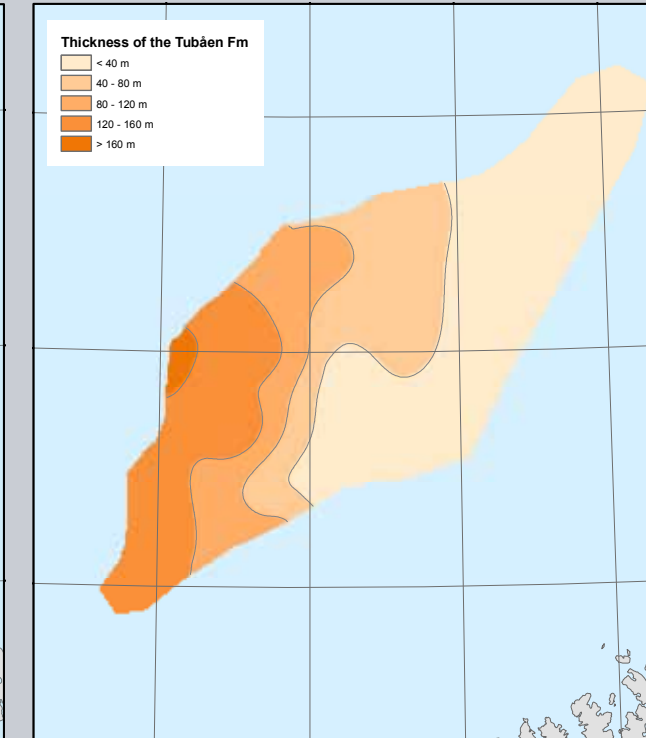 Thickness of the Tubåen Fm
< 40 m
40 - 80 m
80 - 120 m
120 - 160 m
> 160 m